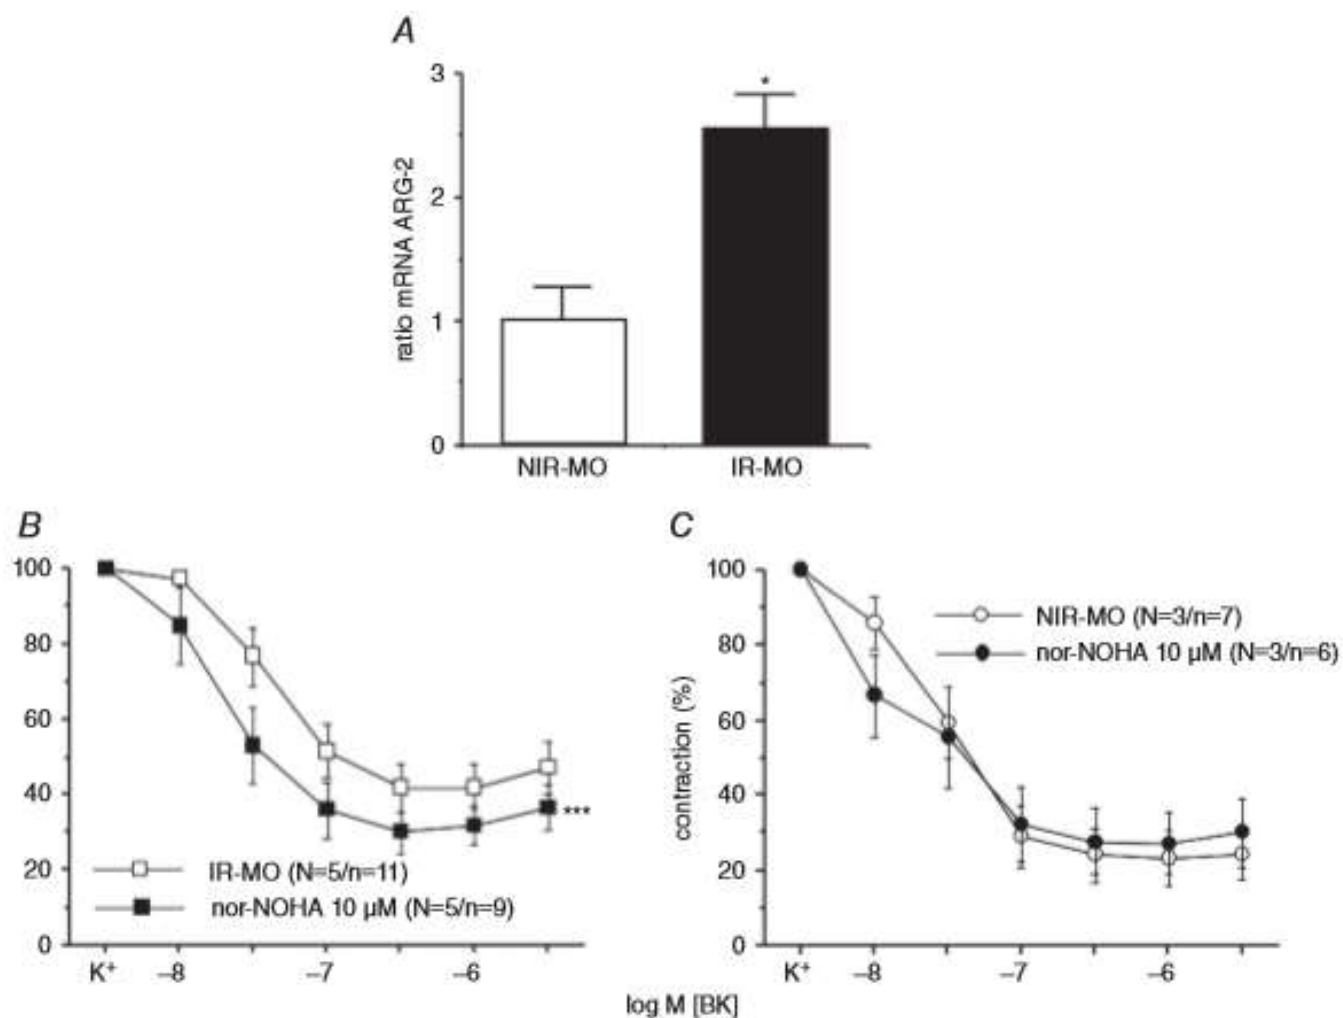 A
3
*
2
ratio mRNA ARG-2
1
0
NIR-MO
IR-MO
B
100
80
60
40
***
20
IR-MO (N=5/n=11)
nor-NOHA 10 µM (N=5/n=9)
0
K⁺
–8
–7
–6
C
100
NIR-MO (N=3/n=7)
80
nor-NOHA 10 µM (N=3/n=6)
60
contraction (%)
40
20
0
K⁺
–8
–7
–6
log M [BK]